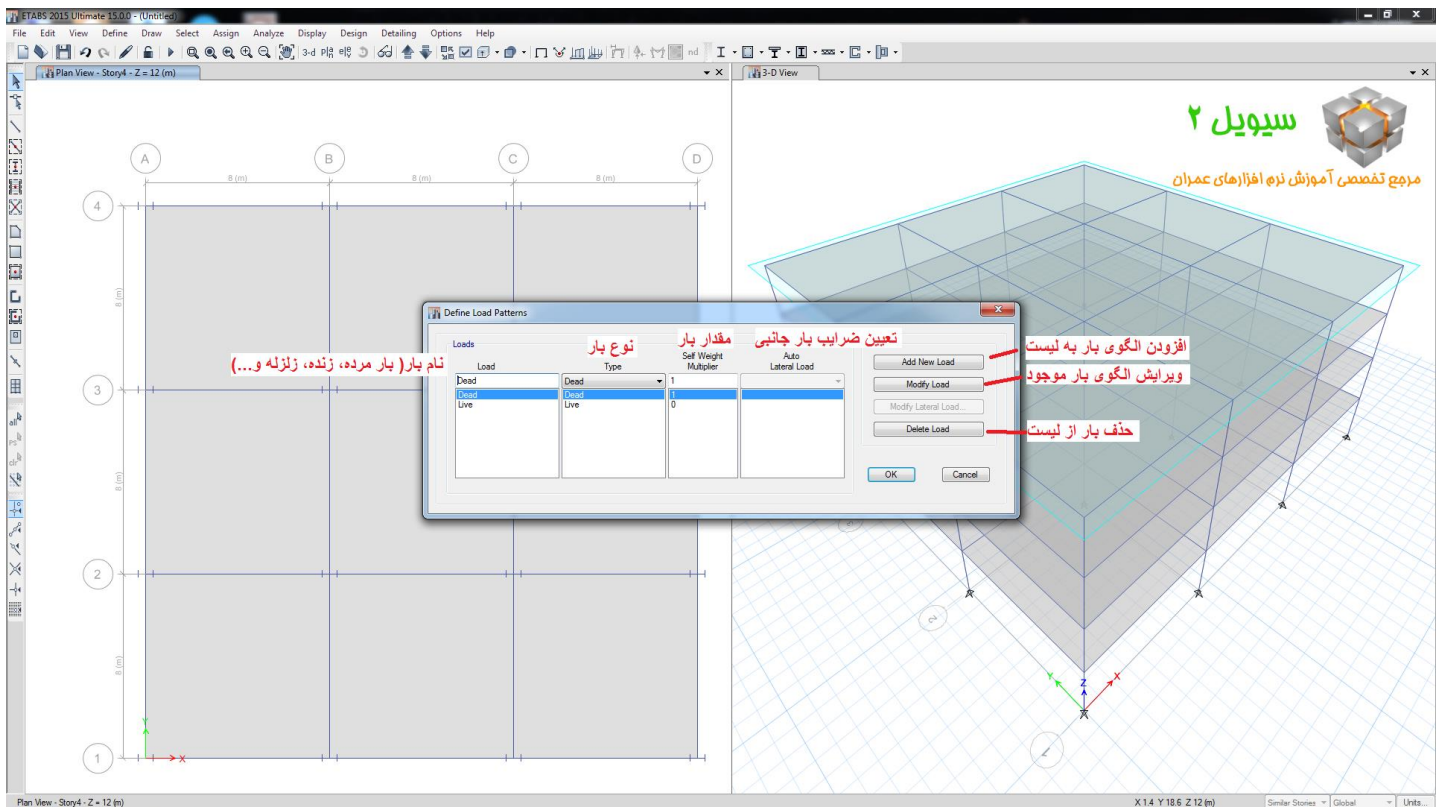 ETABS 2015 Ultimate 15.0.0 - (Untitled)
File Edit View Define Draw Select Assign Analyze Display Design Detailing Options Help
3-d
nd
Plan View - Story4 - Z = 12 (m)
3-D View
سیویل ۲
مرجع تخصصی آموزش نرم افزارهای عمران
A B C D
8 (m) 8 (m) 8 (m)
4
8 (m)
3
8 (m)
2
8 (m)
1
Y
X
Define Load Patterns
Loads
نام بار( بار مرده، زنده، زلزله و...)
نوع بار
مقدار بار
تعیین ضرایب بار جانبی
Load
Type
Self Weight Multiplier
Auto Lateral Load
Dead Dead 1
Dead Dead 1
Live Live 0
Add New Load
Modify Load
Modify Lateral Load...
Delete Load
OK Cancel
افزودن الگوی بار به لیست
ویرایش الگوی بار موجود
حذف بار از لیست
all
2
1
Y Z X
Plan View - Story4 - Z = 12 (m)
X 1.4 Y 18.6 Z 12 (m)
Similar Stories
Global
Units...